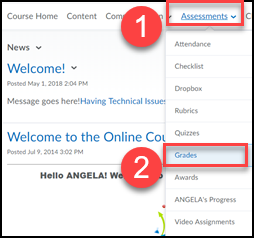 Course Home Content Com 1 Assessments C
News
Welcome!
Posted May 1, 2018 2:04 PM
Message goes here!Having Technical Issues
Welcome to the Online Cou
Posted Jul 9, 2014 3:02 PM
Hello ANGELA! We
Attendance
Checklist
Dropbox
Rubrics
Quizzes
2 Grades
Awards
ANGELA's Progress
Video Assignments